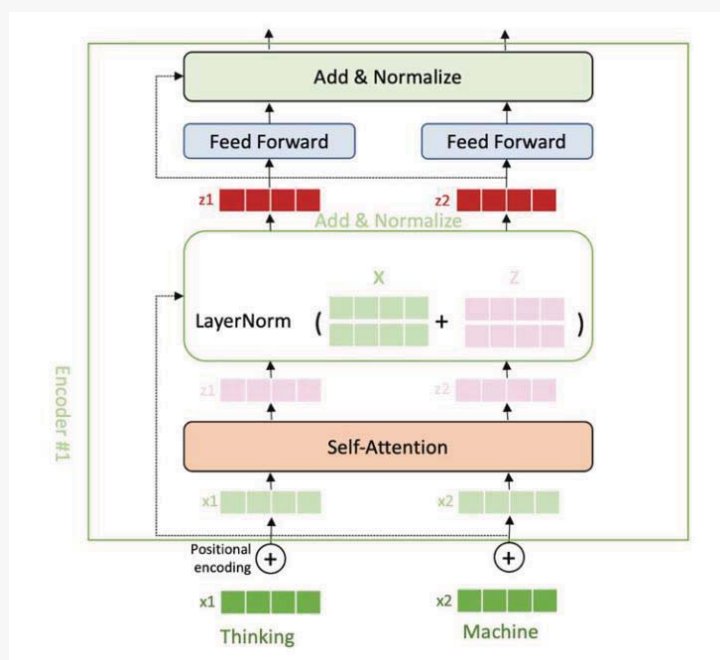 Add & Normalize
Feed Forward
Feed Forward
z1
z2
Add & Normalize
X
Z
LayerNorm ( + )
z1
z2
Encoder #1
Self-Attention
x1
x2
Positional
encoding
+
+
x1
x2
Thinking
Machine